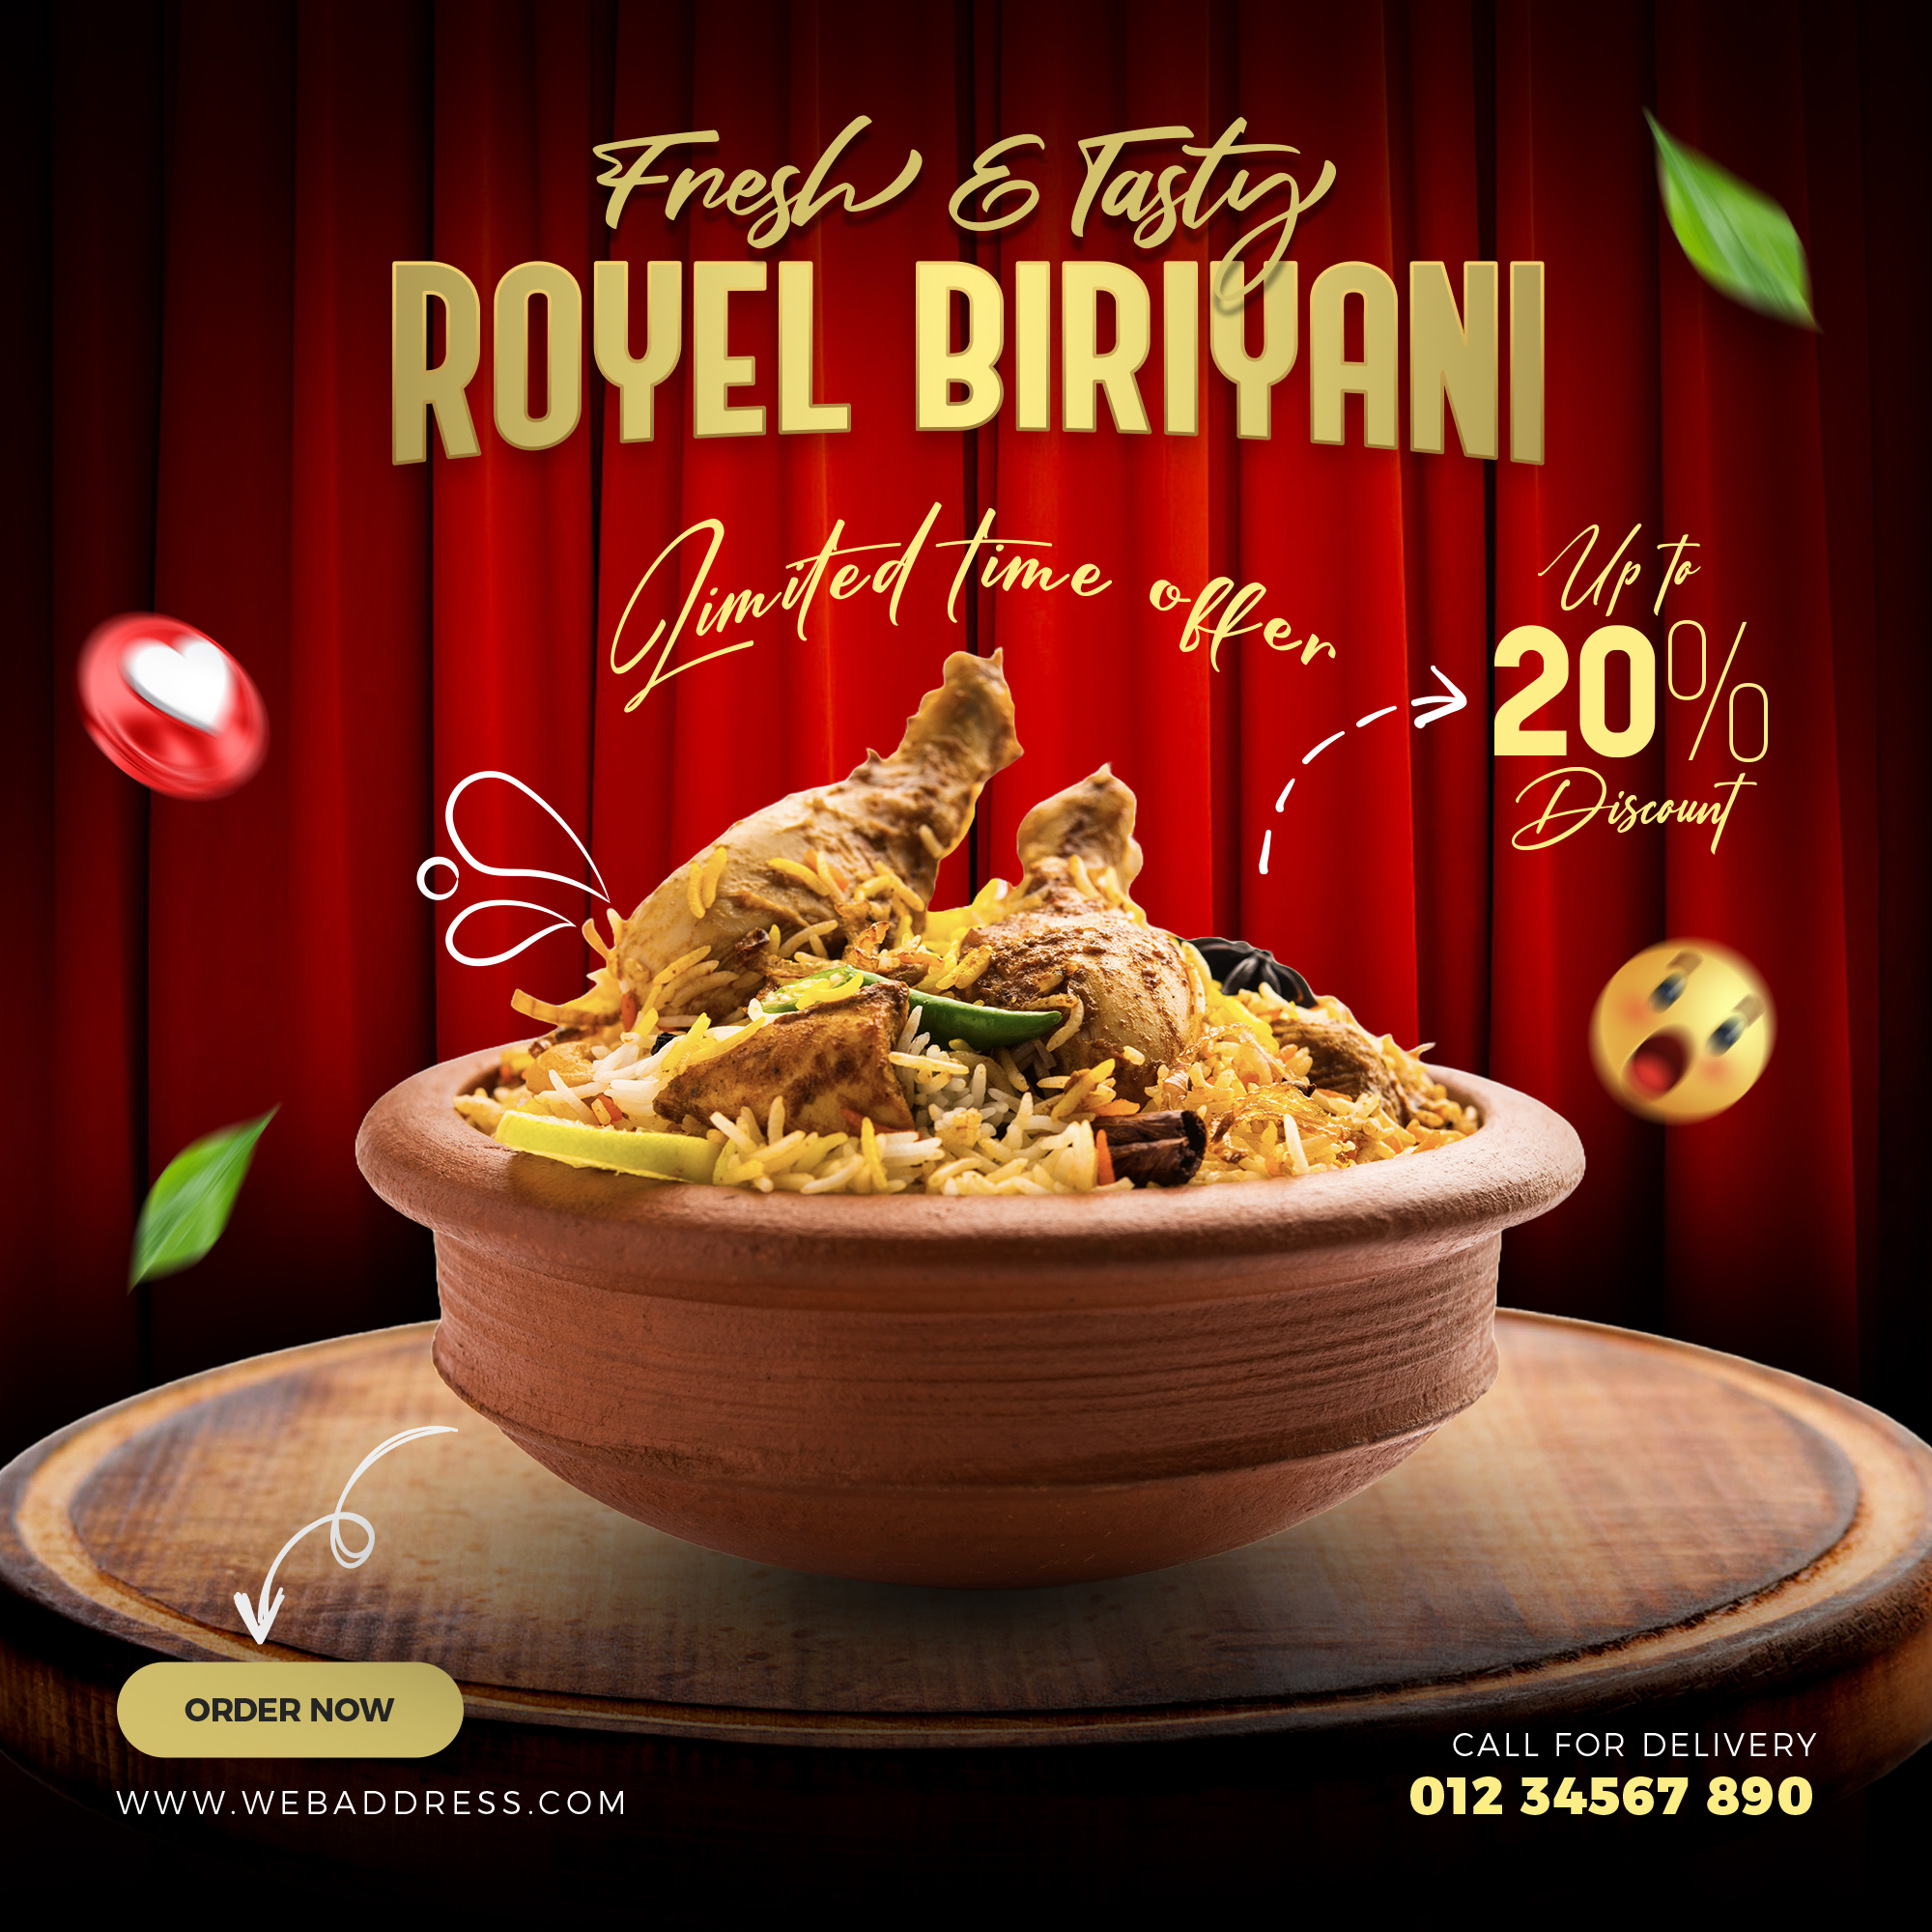 Fresh & Tasty
ROYEL BIRIYANI
Limited time offer
Up to
20%
Discount
ORDER NOW
WWW.WEBADDRESS.COM
CALL FOR DELIVERY
012 34567 890